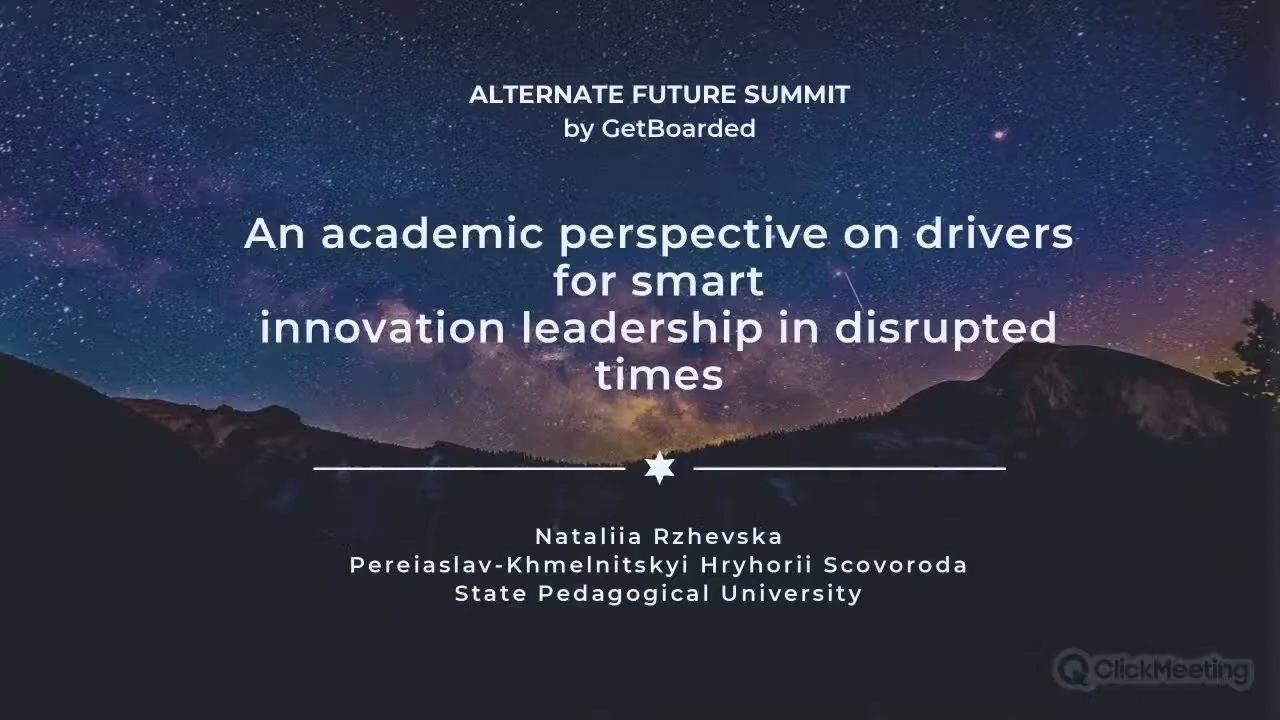 ALTERNATE FUTURE SUMMIT
by GetBoarded
An academic perspective on drivers
for smart
innovation leadership in disrupted
times
Nataliia Rzhevska
Pereiaslav-Khmelnitskyi Hryhorii Scovoroda
State Pedagogical University
ClickMeeting